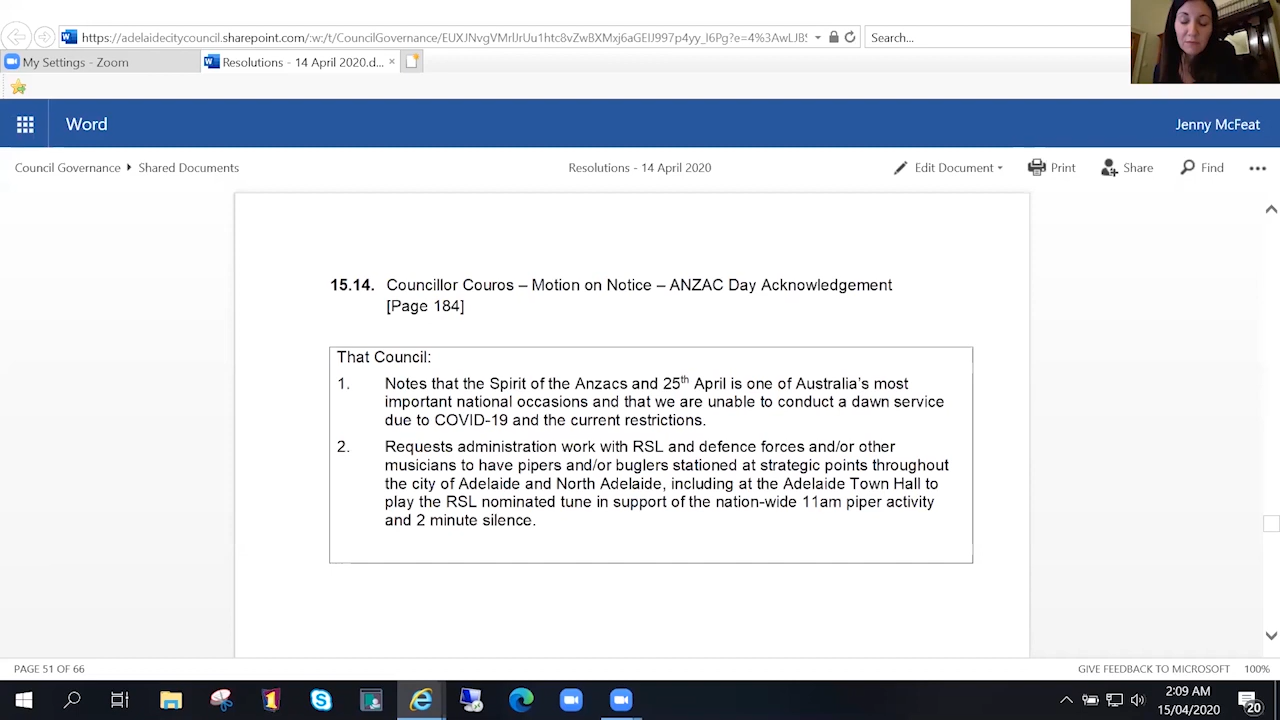 https://adelaidecitycouncil.sharepoint.com/:w:/t/CouncilGovernance/
Search...
My Settings - Zoom
Resolutions - 14 April 2020.d...
Word
Jenny McFeat
Council Governance
Shared Documents
Resolutions - 14 April 2020
Edit Document
Print
Share
Find
15.14. Councillor Couros – Motion on Notice – ANZAC Day Acknowledgement
[Page 184]
That Council:
1. Notes that the Spirit of the Anzacs and 25th April is one of Australia's most
important national occasions and that we are unable to conduct a dawn service
due to COVID-19 and the current restrictions.
2. Requests administration work with RSL and defence forces and/or other
musicians to have pipers and/or buglers stationed at strategic points throughout
the city of Adelaide and North Adelaide, including at the Adelaide Town Hall to
play the RSL nominated tune in support of the nation-wide 11am piper activity
and 2 minute silence.
PAGE 51 OF 66
GIVE FEEDBACK TO MICROSOFT 100%
2:09 AM
15/04/2020
20